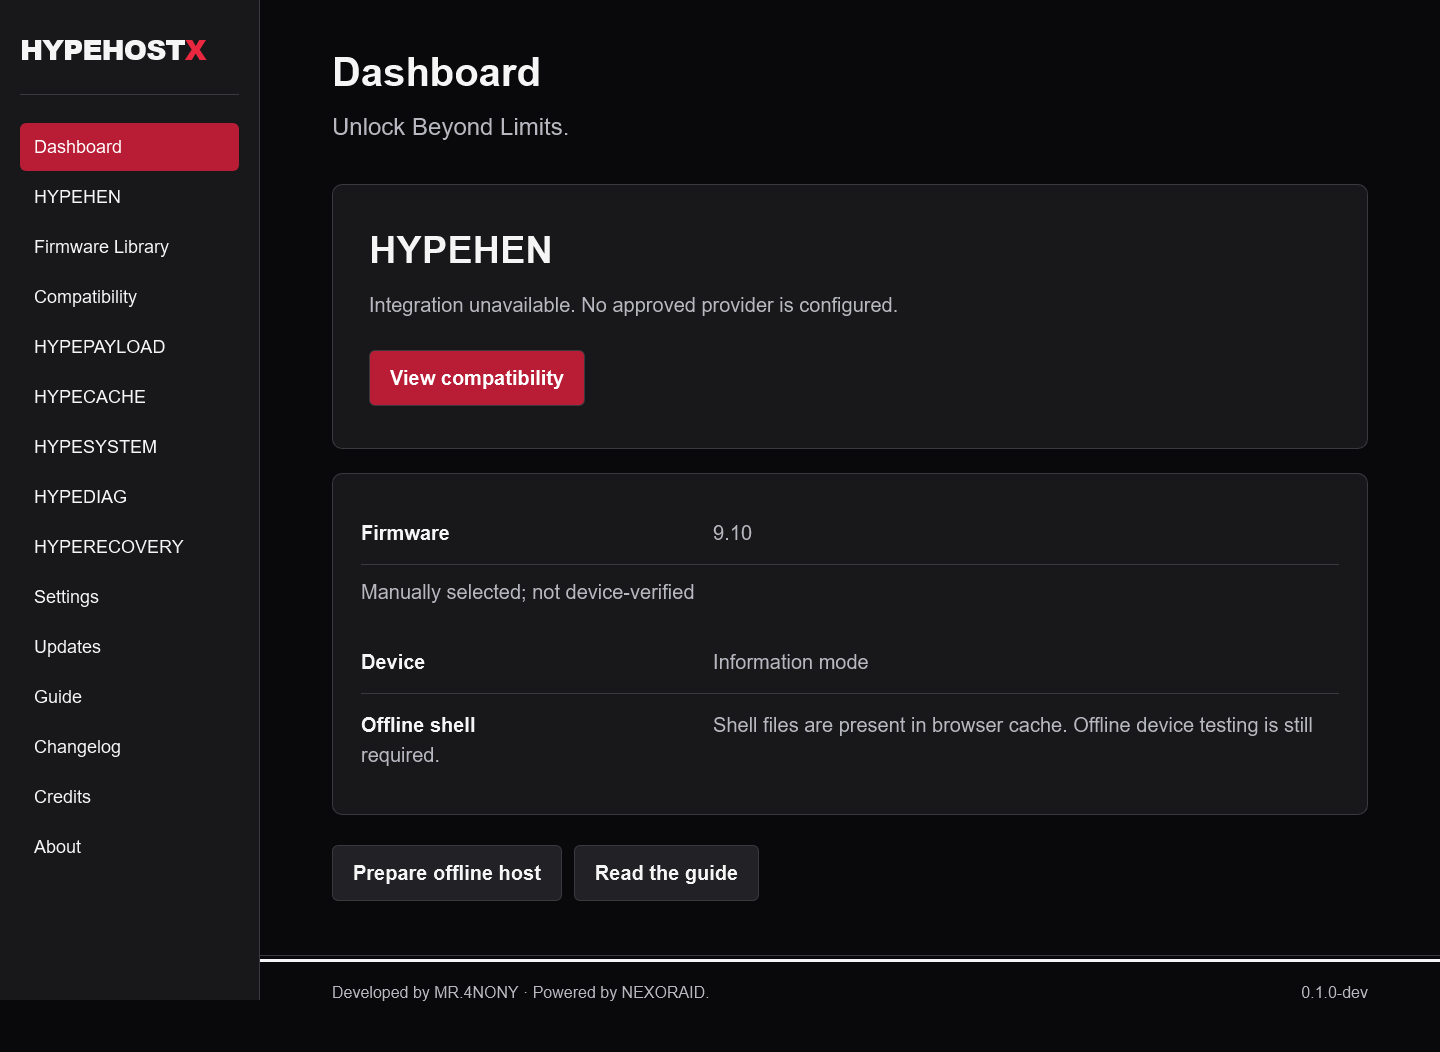 HYPEHOSTX
Dashboard
HYPEHEN
Firmware Library
Compatibility
HYPEPAYLOAD
HYPECACHE
HYPESYSTEM
HYPEDIAG
HYPERECOVERY
Settings
Updates
Guide
Changelog
Credits
About
Dashboard
Unlock Beyond Limits.
HYPEHEN
Integration unavailable. No approved provider is configured.
View compatibility
Firmware 9.10
Manually selected; not device-verified
Device Information mode
Offline shell Shell files are present in browser cache. Offline device testing is still
required.
Prepare offline host Read the guide
Developed by MR.4NONY · Powered by NEXORAID. 0.1.0-dev